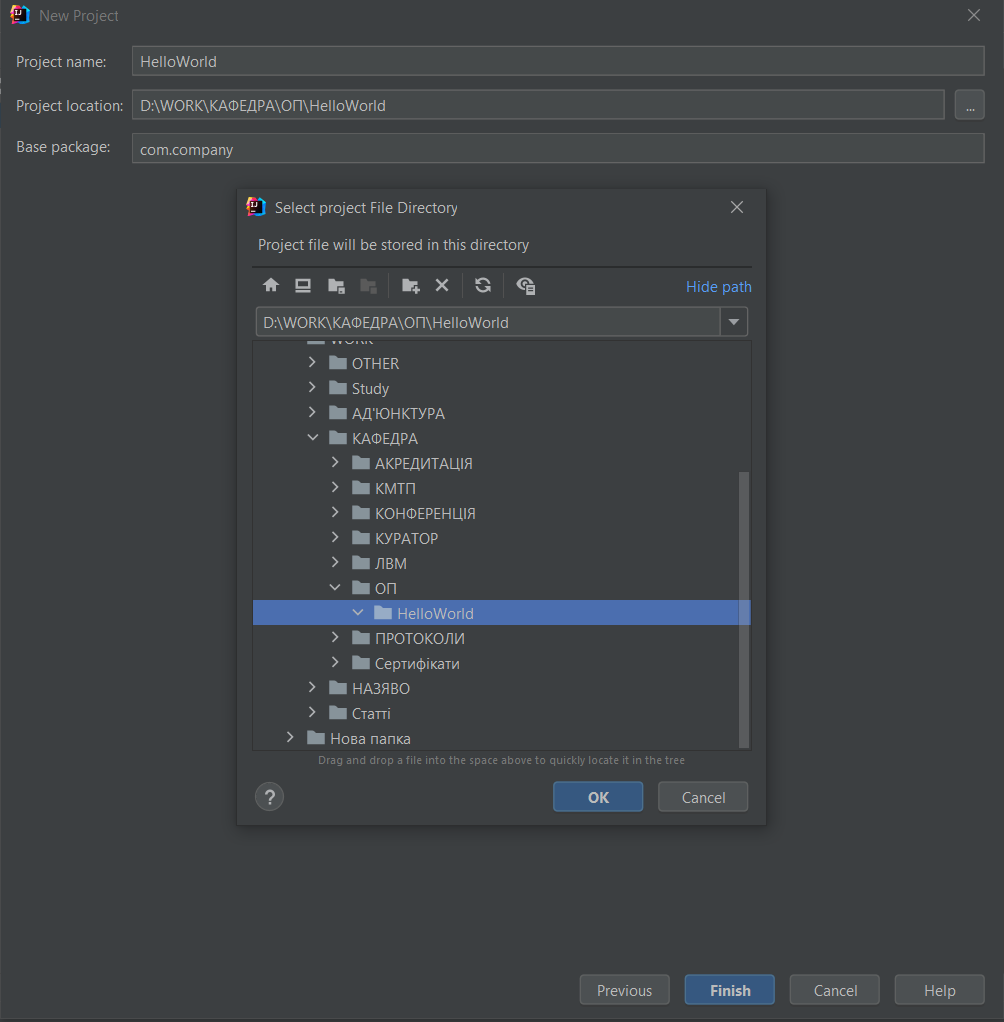 New Project
Project name: HelloWorld
Project location: D:\WORK\КАФЕДРА\ОП\HelloWorld ...
Base package: com.company
Select project File Directory
Project file will be stored in this directory
Hide path
D:\WORK\КАФЕДРА\ОП\HelloWorld
WORK
OTHER
Study
АД'ЮНКТУРА
КАФЕДРА
АКРЕДИТАЦІЯ
КМТП
КОНФЕРЕНЦІЯ
КУРАТОР
ЛВМ
ОП
HelloWorld
ПРОТОКОЛИ
Сертифікати
НАЗЯВО
Статті
Нова папка
Drag and drop a file into the space above to quickly locate it in the tree
? OK Cancel
Previous Finish Cancel Help